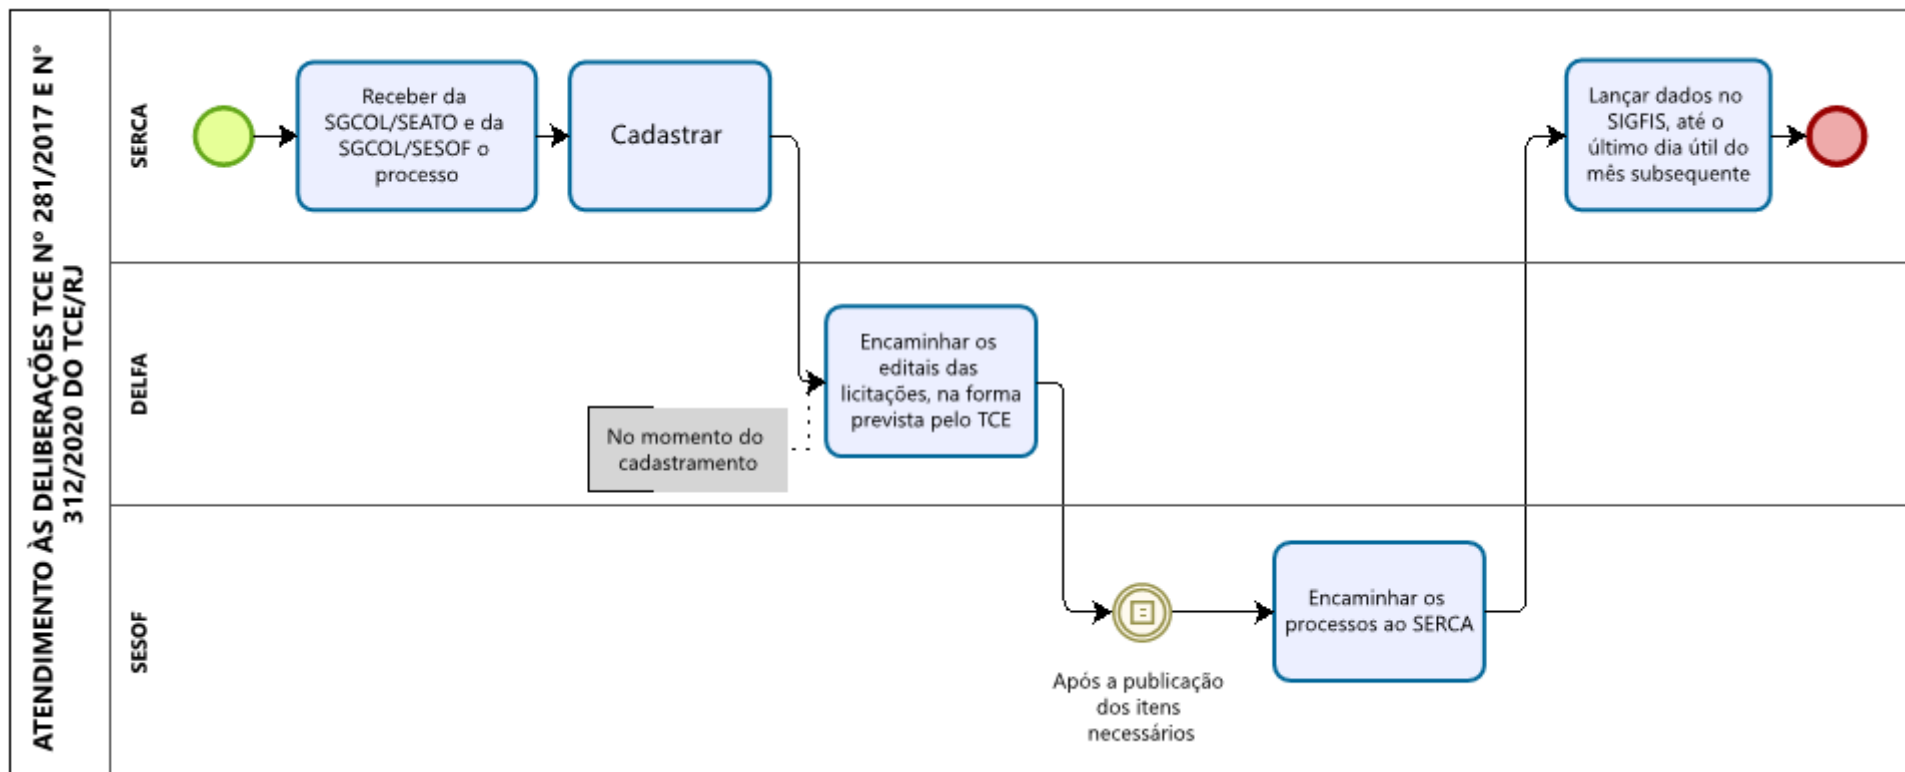 ATENDIMENTO ÀS DELIBERAÇÕES TCE N° 281/2017 E N°
312/2020 DO TCE/RJ
SERCA
Receber da
SGCOL/SEATO e da
SGCOL/SESOF o
processo
Cadastrar
Lançar dados no
SIGFIS, até o
último dia útil do
mês subsequente
DELFA
No momento do
cadastramento
Encaminhar os
editais das
licitações, na forma
prevista pelo TCE
SESOF
Após a publicação
dos itens
necessários
Encaminhar os
processos ao SERCA